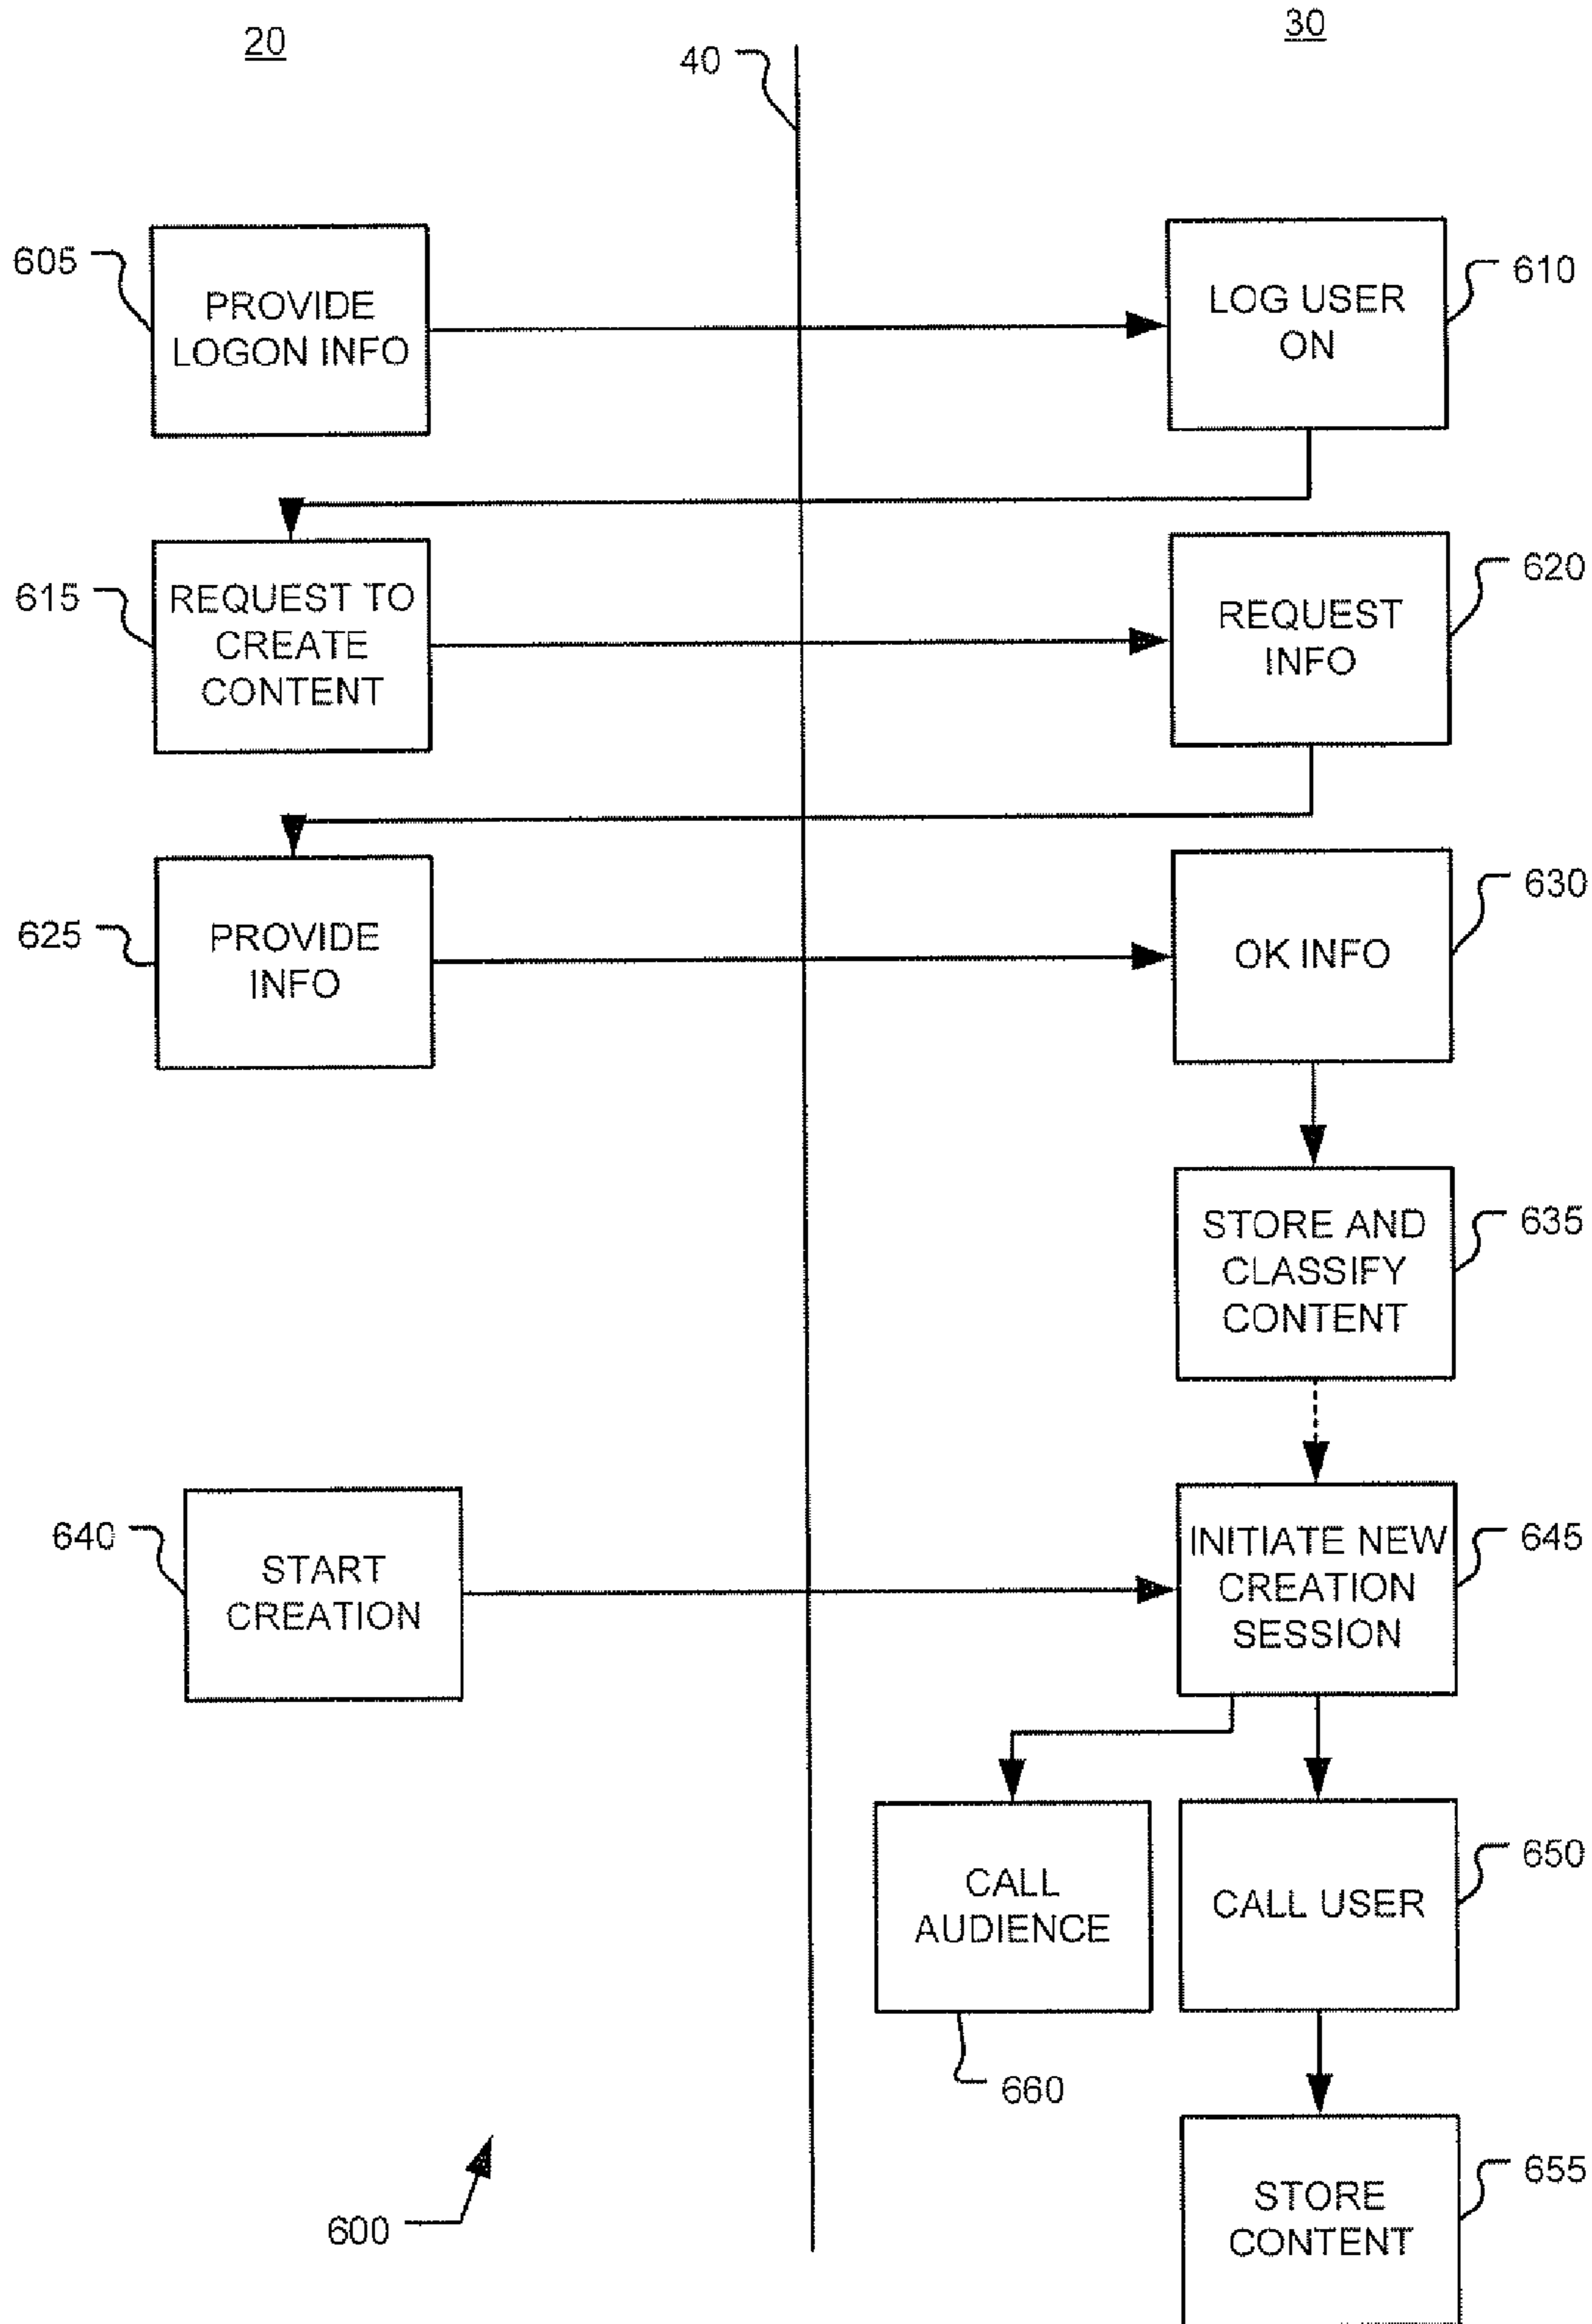 20
40
30
605
PROVIDE
LOGON INFO
LOG USER
ON
610
615
REQUEST TO
CREATE
CONTENT
REQUEST
INFO
620
625
PROVIDE
INFO
OK INFO
630
STORE AND
CLASSIFY
CONTENT
635
640
START
CREATION
INITIATE NEW
CREATION
SESSION
645
CALL
AUDIENCE
660
CALL USER
650
600
STORE
CONTENT
655